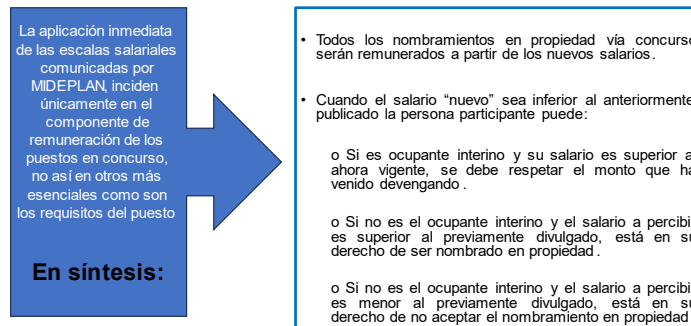 La aplicación inmediata
de las escalas salariales
comunicadas por
MIDEPLAN, inciden
únicamente en el
componente de
remuneración de los
puestos en concurso,
no así en otros más
esenciales como son
los requisitos del puesto
En síntesis:
• Todos los nombramientos en propiedad vía concurso
serán remunerados a partir de los nuevos salarios.
• Cuando el salario “nuevo” sea inferior al anteriormente
publicado la persona participante puede:
o Si es ocupante interino y su salario es superior a
ahora vigente, se debe respetar el monto que ha
venido devengando.
o Si no es el ocupante interino y el salario a percibi
es superior al previamente divulgado, está en su
derecho de ser nombrado en propiedad.
o Si no es el ocupante interino y el salario a percibi
es menor al previamente divulgado, está en su
derecho de no aceptar el nombramiento en propiedad